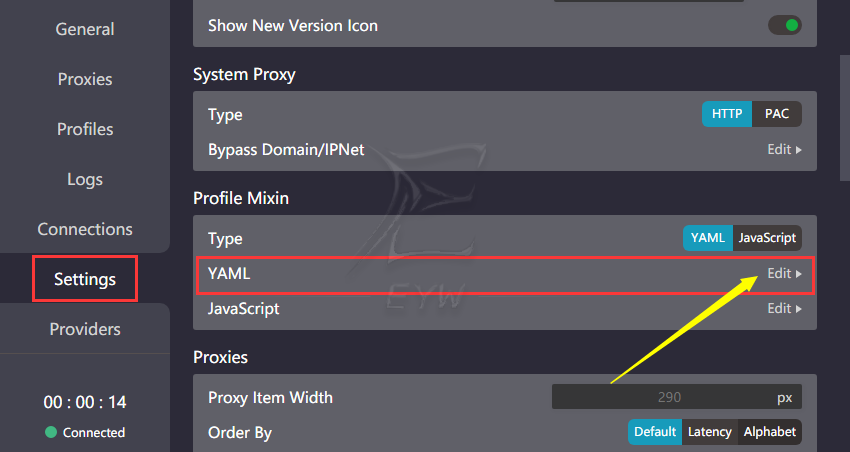 General
Proxies
Profiles
Logs
Connections
Settings
Providers
00 : 00 : 14
Connected
Show New Version Icon
System Proxy
Type HTTP PAC
Bypass Domain/IPNet Edit
Profile Mixin
Type YAML JavaScript
YAML Edit
JavaScript Edit
EYW
Proxies
Proxy Item Width 290 px
Order By Default Latency Alphabet